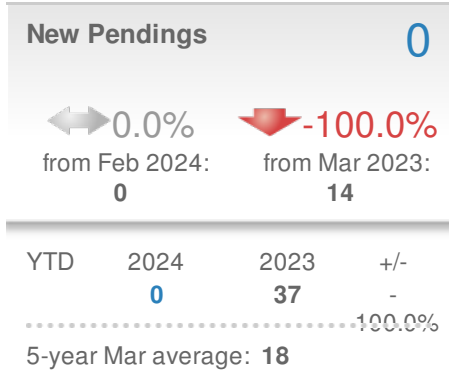 New Pendings 0
0.0% -100.0%
from Feb 2024: from Mar 2023:
0 14
YTD 2024 2023 +/-
0 37 -
100.0%
5-year Mar average: 18